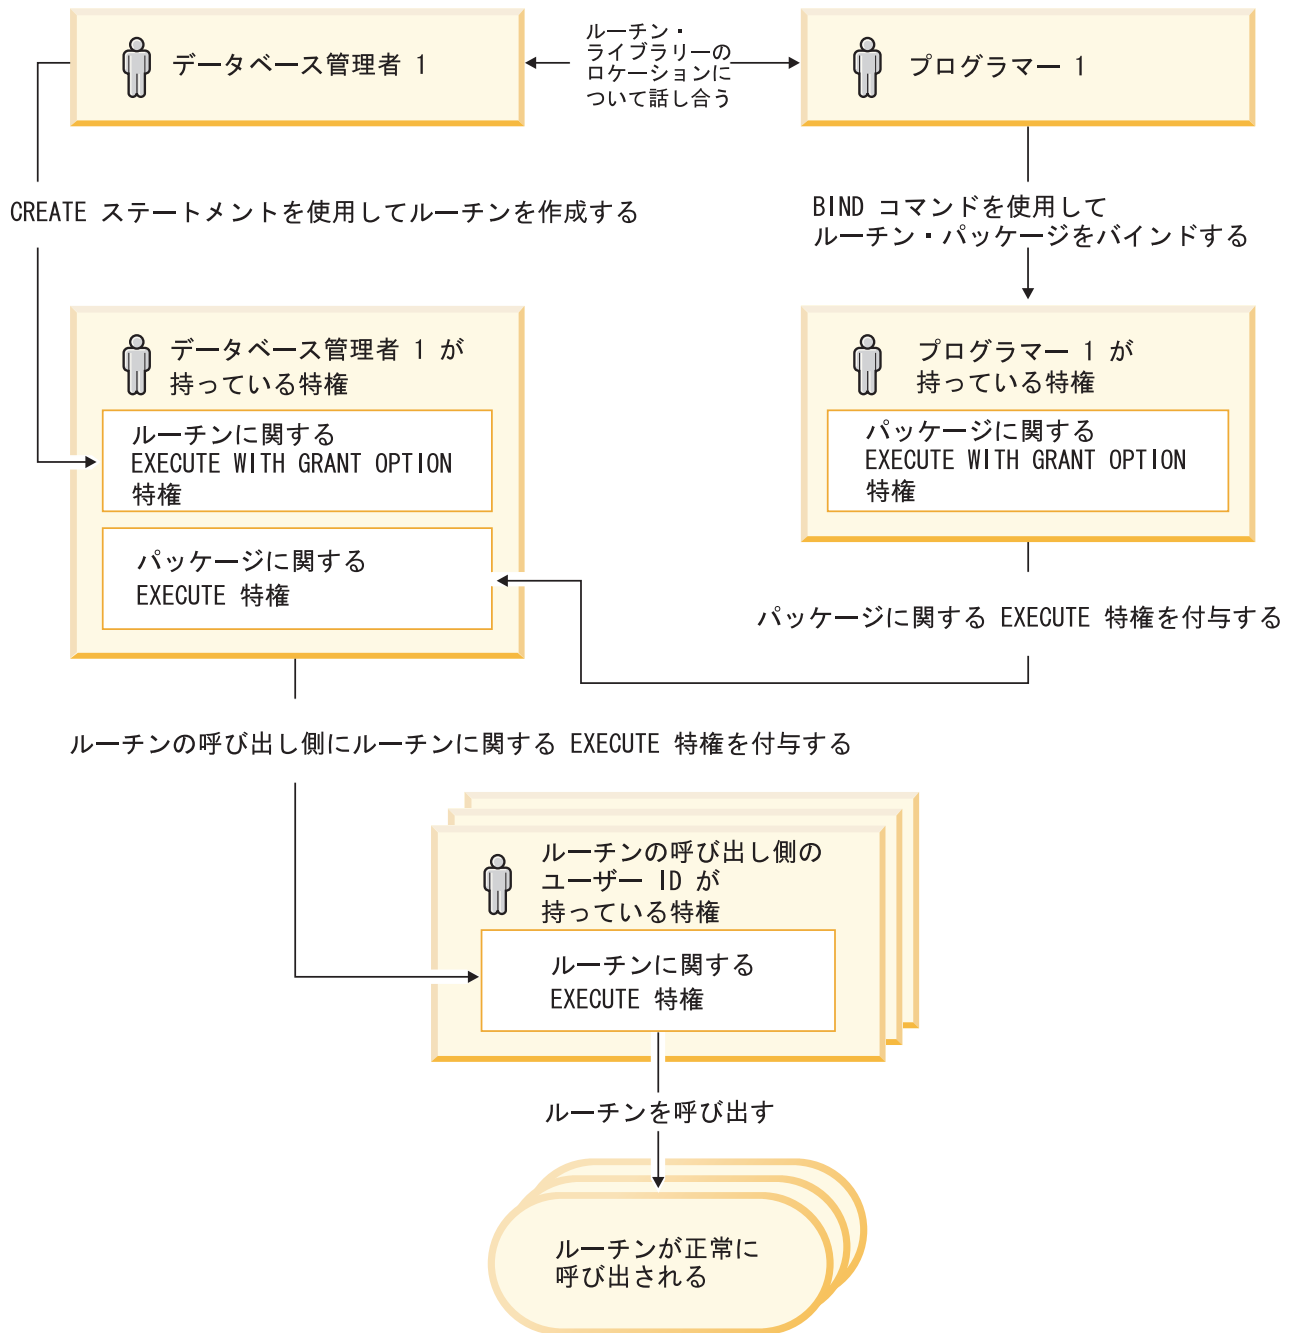 データベース管理者 1
ルーチン・
ライブラリーの
ロケーションに
ついて話し合う
プログラマー 1
CREATE ステートメントを使用してルーチンを作成する
BIND コマンドを使用して
ルーチン・パッケージをバインドする
データベース管理者 1 が
持っている特権
ルーチンに関する
EXECUTE WITH GRANT OPTION
特権
パッケージに関する
EXECUTE 特権
プログラマー 1 が
持っている特権
パッケージに関する
EXECUTE WITH GRANT OPTION
特権
パッケージに関する EXECUTE 特権を付与する
ルーチンの呼び出し側にルーチンに関する EXECUTE 特権を付与する
ルーチンの呼び出し側の
ユーザー ID が
持っている特権
ルーチンに関する
EXECUTE 特権
ルーチンを呼び出す
ルーチンが正常に
呼び出される